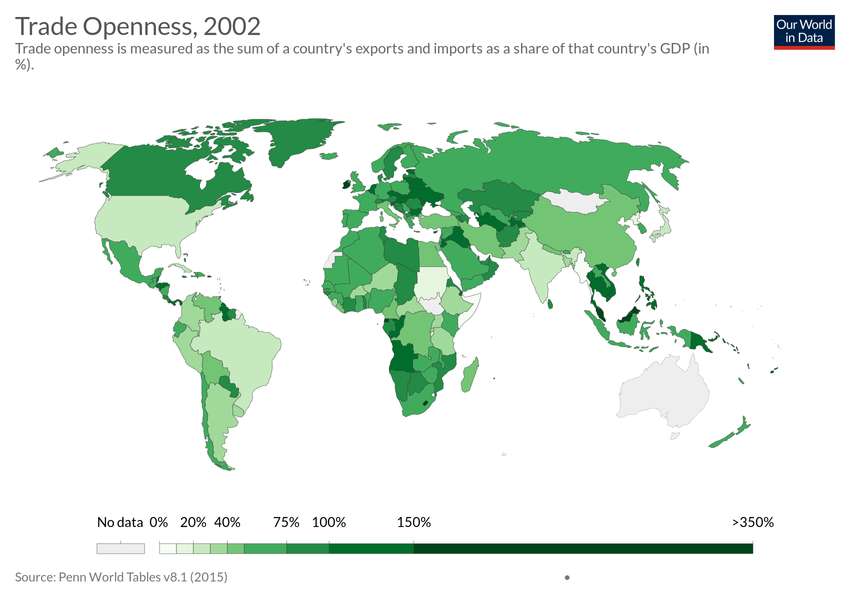 Trade Openness, 2002
Our World
in Data
Trade openness is measured as the sum of a country's exports and imports as a share of that country's GDP (in
%).
No data 0% 20% 40% 75% 100% 150% >350%
Source: Penn World Tables v8.1 (2015)